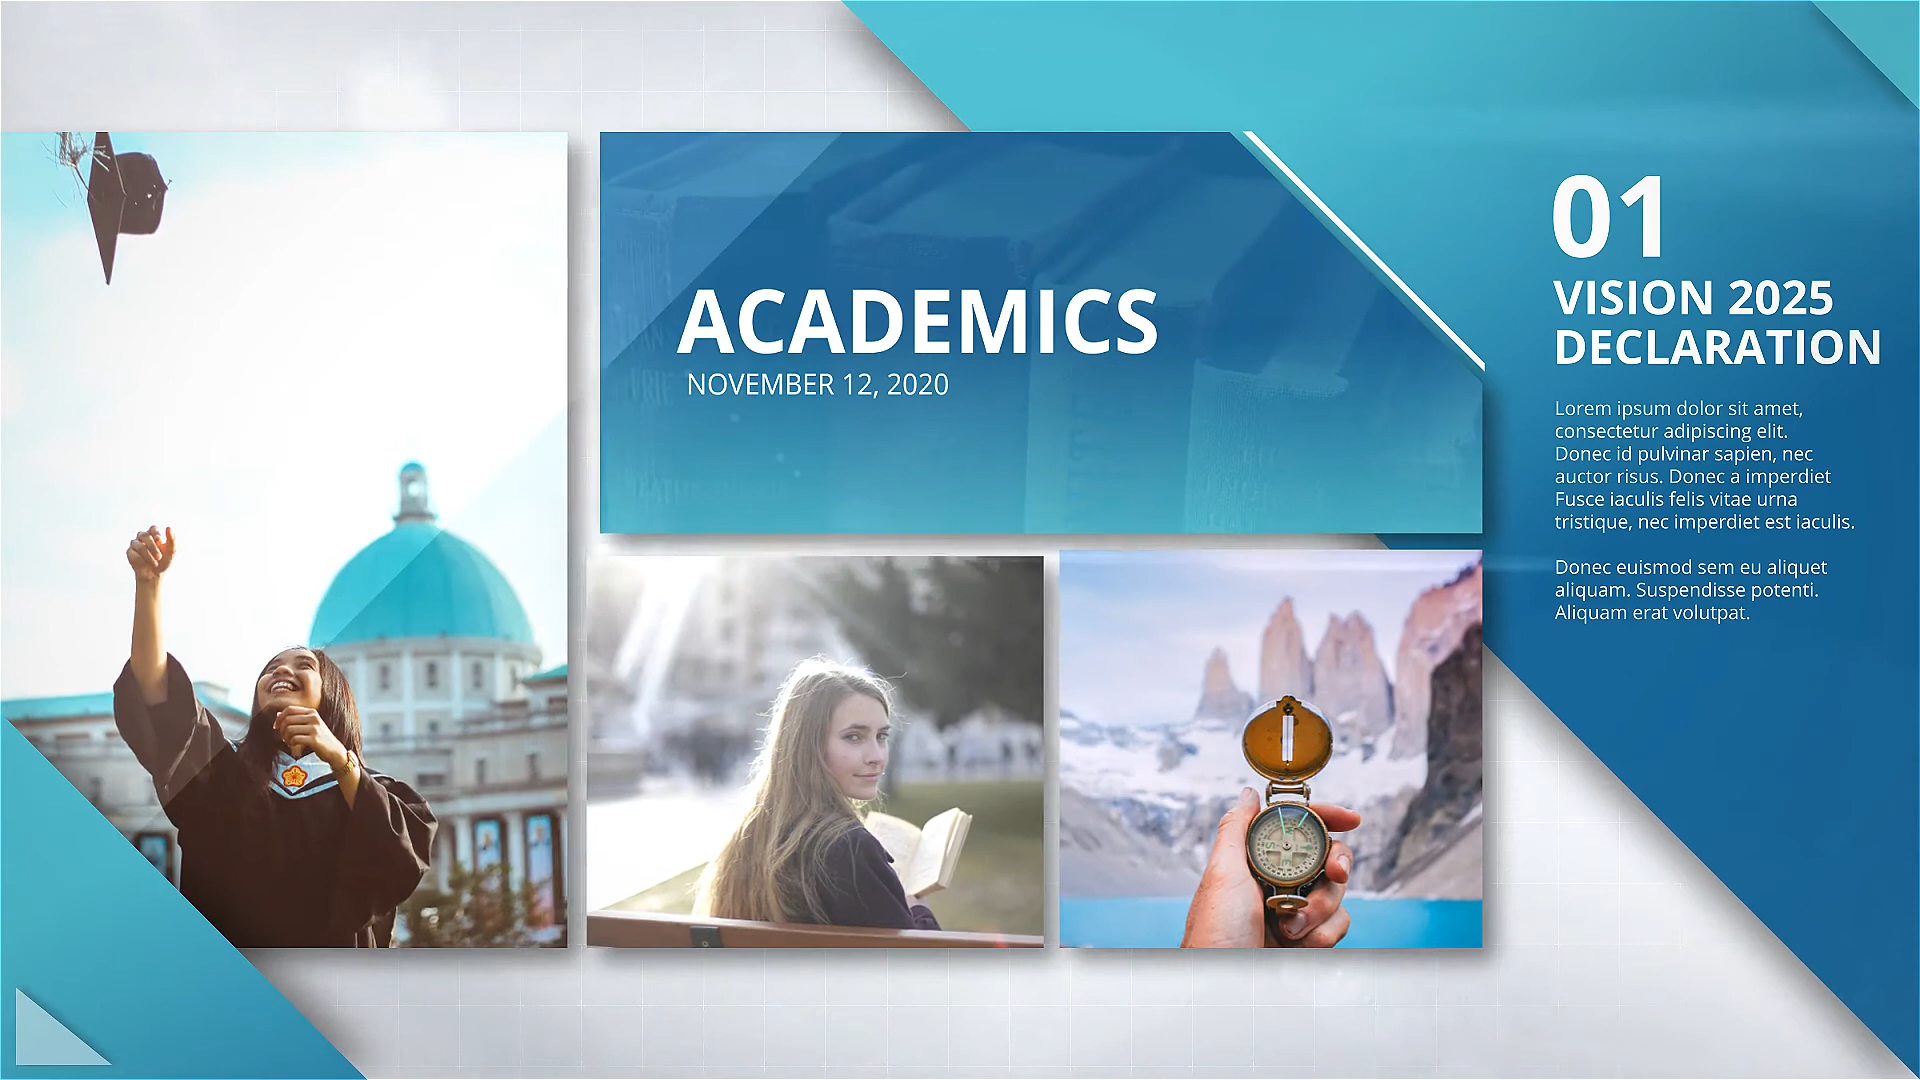 ACADEMICS
NOVEMBER 12, 2020
01
VISION 2025
DECLARATION
Lorem ipsum dolor sit amet,
consectetur adipiscing elit.
Donec id pulvinar sapien, nec
auctor risus. Donec a imperdiet
Fusce iaculis felis vitae urna
tristique, nec imperdiet est iaculis.
Donec euismod sem eu aliquet
aliquam. Suspendisse potenti.
Aliquam erat volutpat.